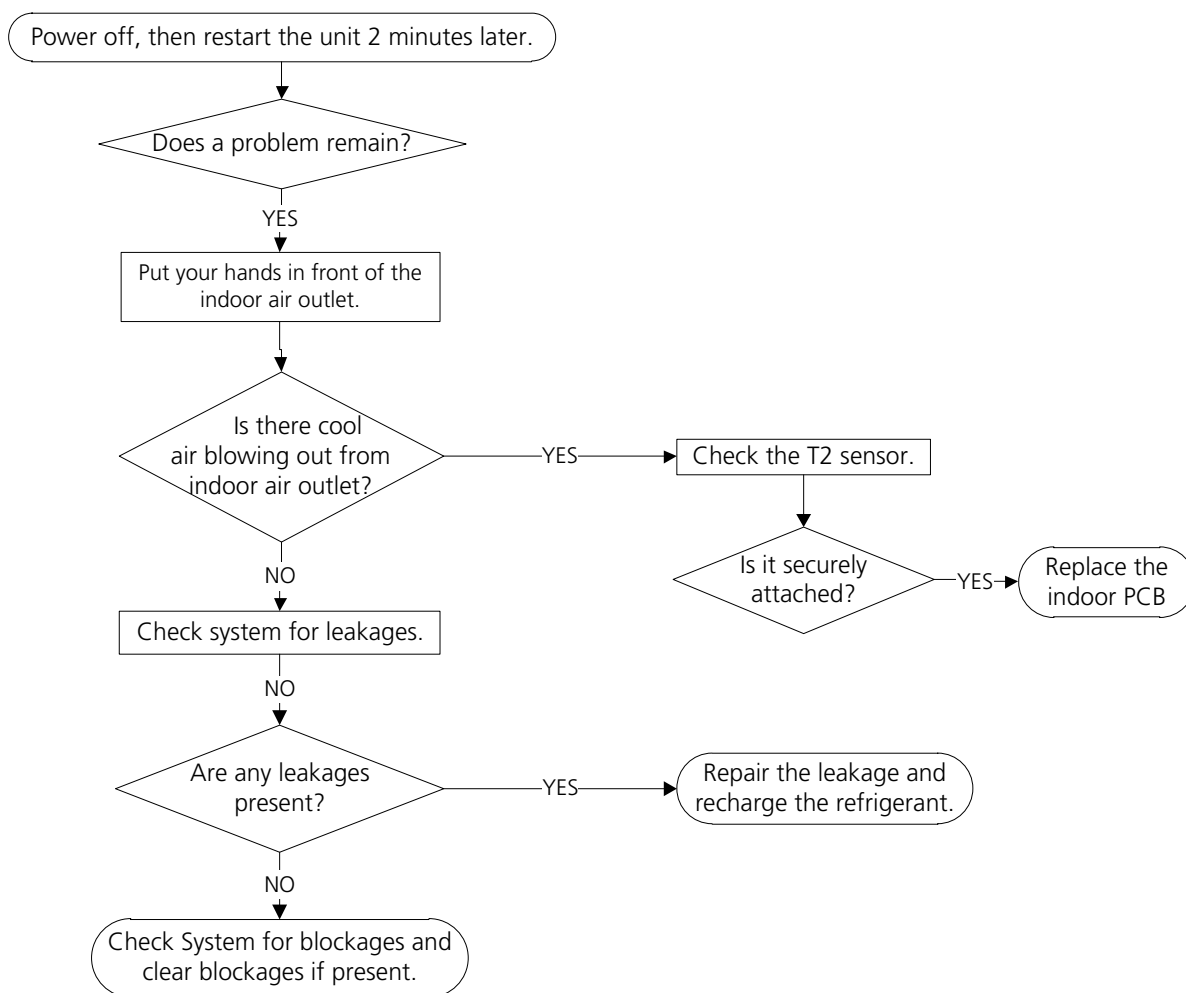 Power off, then restart the unit 2 minutes later.
Does a problem remain?
YES
Put your hands in front of the
indoor air outlet.
Is there cool
air blowing out from
indoor air outlet?
YES
Check the T2 sensor.
Is it securely
attached?
YES
Replace the
indoor PCB
NO
Check system for leakages.
NO
Are any leakages
present?
YES
Repair the leakage and
recharge the refrigerant.
NO
Check System for blockages and
clear blockages if present.